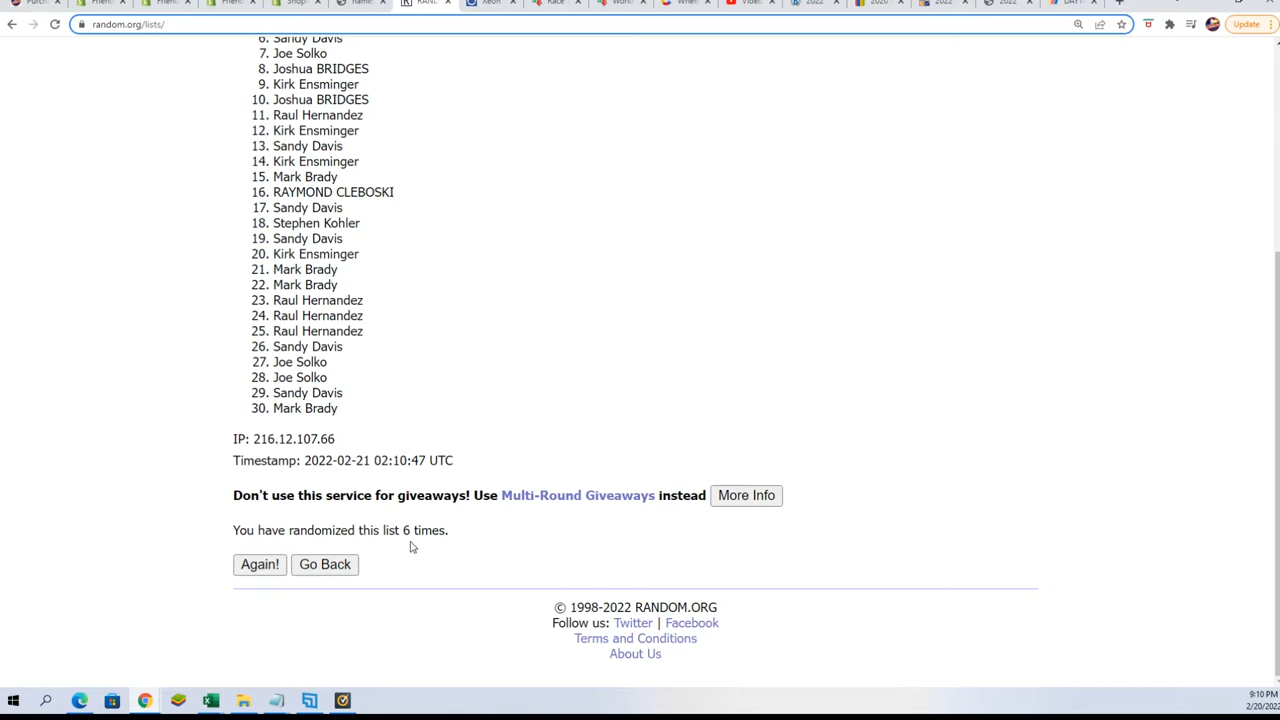 random.org/lists/
Update
6. Sandy Davis
7. Joe Solko
8. Joshua BRIDGES
9. Kirk Ensminger
10. Joshua BRIDGES
11. Raul Hernandez
12. Kirk Ensminger
13. Sandy Davis
14. Kirk Ensminger
15. Mark Brady
16. RAYMOND CLEBOSKI
17. Sandy Davis
18. Stephen Kohler
19. Sandy Davis
20. Kirk Ensminger
21. Mark Brady
22. Mark Brady
23. Raul Hernandez
24. Raul Hernandez
25. Raul Hernandez
26. Sandy Davis
27. Joe Solko
28. Joe Solko
29. Sandy Davis
30. Mark Brady
IP: 216.12.107.66
Timestamp: 2022-02-21 02:10:47 UTC
Don't use this service for giveaways! Use Multi-Round Giveaways instead More Info
You have randomized this list 6 times.
Again! Go Back
© 1998-2022 RANDOM.ORG
Follow us: Twitter | Facebook
Terms and Conditions
About Us
9:10 PM
2/20/2022